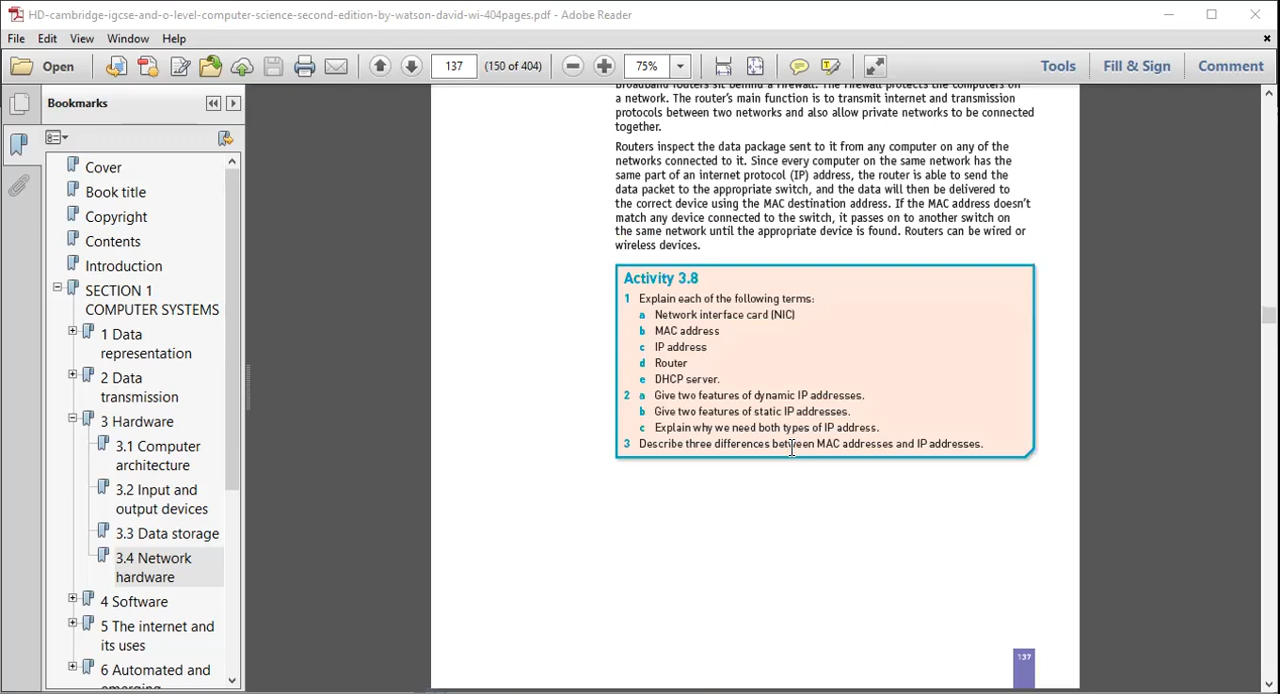 HD-cambridge-igcse-and-o-level-computer-science-second-edition-by-watson-david-wi-404pages.pdf - Adobe Reader
File Edit View Window Help
Open 137 (150 of 404) 75% Tools Fill & Sign Comment
Bookmarks
Cover
Book title
Copyright
Contents
Introduction
SECTION 1
COMPUTER SYSTEMS
1 Data
representation
2 Data
transmission
3 Hardware
3.1 Computer
architecture
3.2 Input and
output devices
3.3 Data storage
3.4 Network
hardware
4 Software
5 The internet and
its uses
6 Automated and
emerging
Broadband routers sit behind a firewall. The firewall protects the computers on
a network. The router's main function is to transmit internet and transmission
protocols between two networks and also allow private networks to be connected
together.
Routers inspect the data package sent to it from any computer on any of the
networks connected to it. Since every computer on the same network has the
same part of an internet protocol (IP) address, the router is able to send the
data packet to the appropriate switch, and the data will then be delivered to
the correct device using the MAC destination address. If the MAC address doesn't
match any device connected to the switch, it passes on to another switch on
the same network until the appropriate device is found. Routers can be wired or
wireless devices.
Activity 3.8
1 Explain each of the following terms:
a Network interface card (NIC)
b MAC address
c IP address
d Router
e DHCP server.
2 a Give two features of dynamic IP addresses.
b Give two features of static IP addresses.
c Explain why we need both types of IP address.
3 Describe three differences between MAC addresses and IP addresses.
137